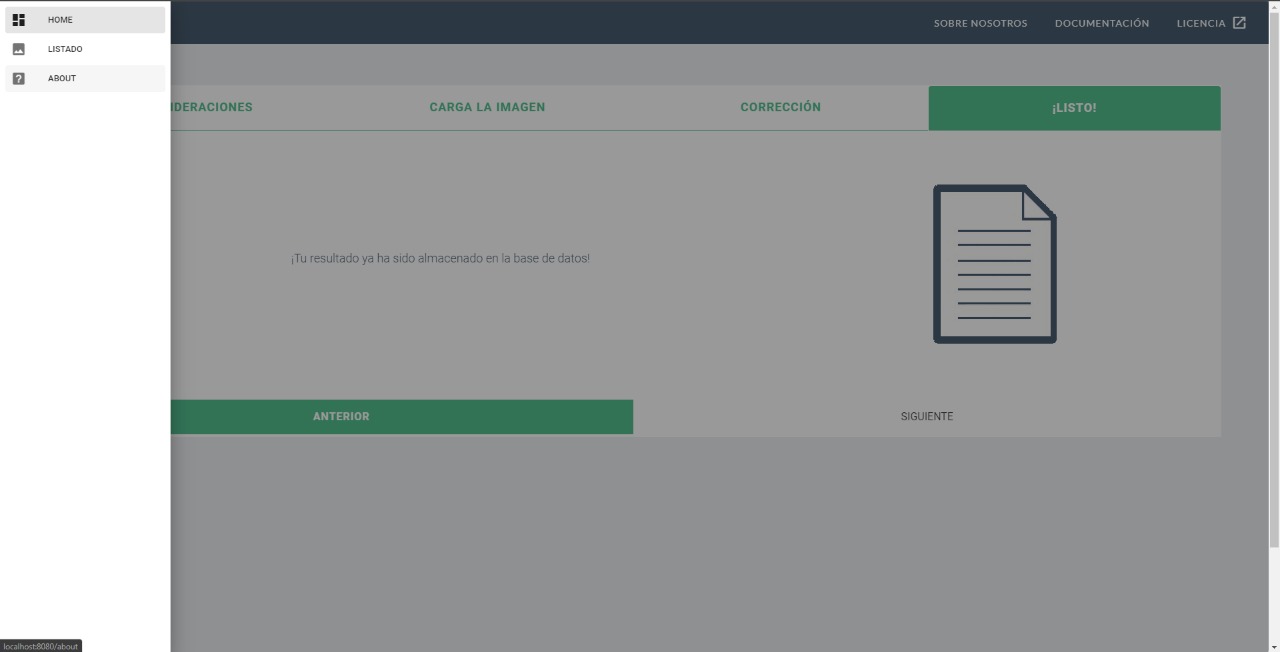 HOME
LISTADO
ABOUT
SOBRE NOSOTROS DOCUMENTACIÓN LICENCIA
IDERACIONES CARGA LA IMAGEN CORRECCIÓN ¡LISTO!
¡Tu resultado ya ha sido almacenado en la base de datos!
ANTERIOR SIGUIENTE
localhost:8080/about